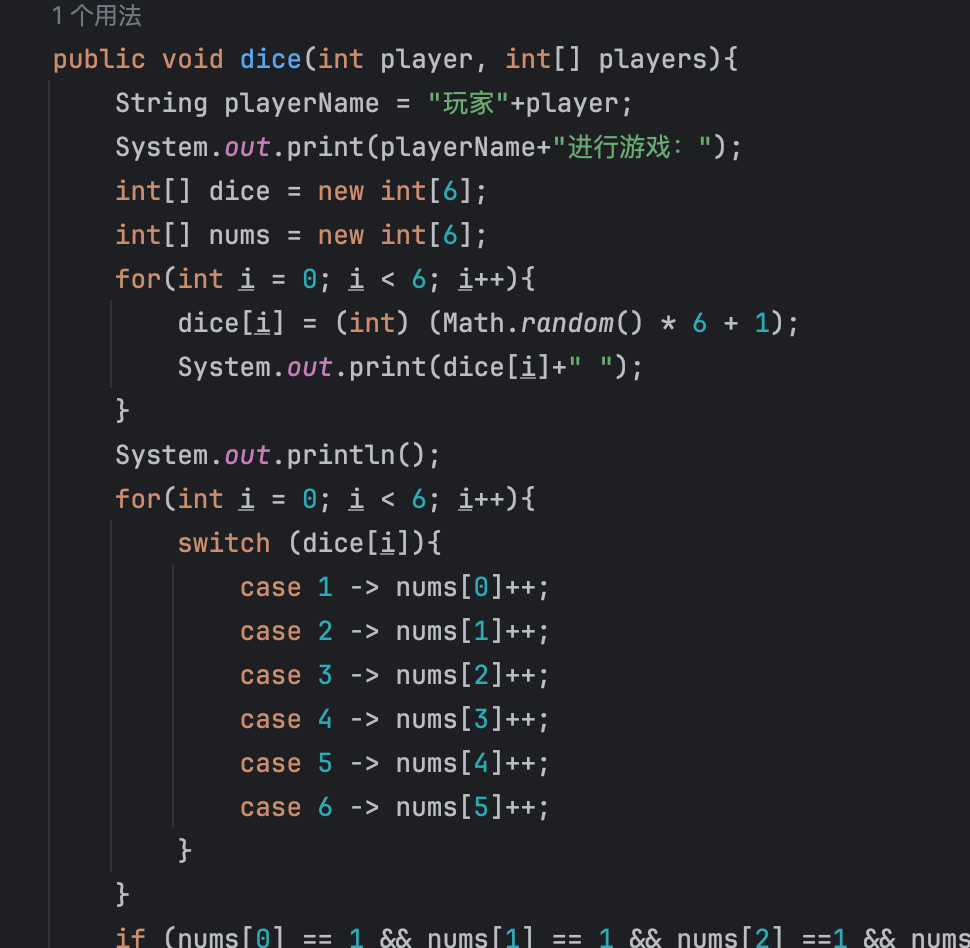 1 个用法
public void dice(int player, int[] players){
String playerName = "玩家"+player;
System.out.print(playerName+"进行游戏：");
int[] dice = new int[6];
int[] nums = new int[6];
for(int i = 0; i < 6; i++){
dice[i] = (int) (Math.random() * 6 + 1);
System.out.print(dice[i]+" ");
}
System.out.println();
for(int i = 0; i < 6; i++){
switch (dice[i]){
case 1 -> nums[0]++;
case 2 -> nums[1]++;
case 3 -> nums[2]++;
case 4 -> nums[3]++;
case 5 -> nums[4]++;
case 6 -> nums[5]++;
}
}
if (nums[0] == 1 && nums[1] == 1 && nums[2] ==1 && nums